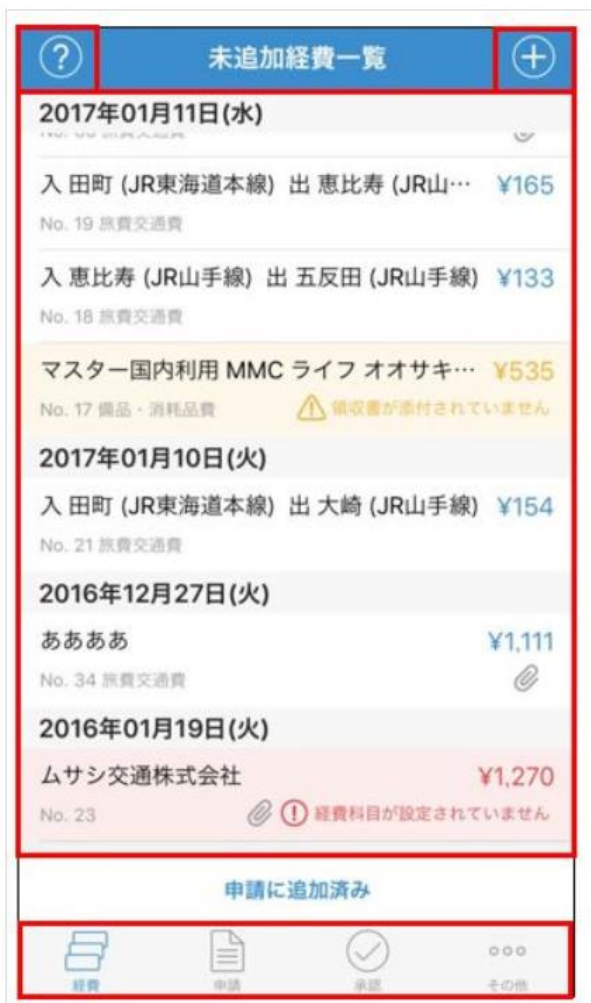 ?
未追加経費一覧
+
2017年01月11日(水)
入 田町 (JR東海道本線) 出 恵比寿 (JR山… ¥165
No. 19 旅費交通費
入 恵比寿 (JR山手線) 出 五反田 (JR山手線) ¥133
No. 18 旅費交通費
マスター国内利用 MMC ライフ オオサキ… ¥535
No. 17 備品・消耗品費 領収書が添付されていません
2017年01月10日(火)
入 田町 (JR東海道本線) 出 大崎 (JR山手線) ¥154
No. 21 旅費交通費
2016年12月27日(火)
ああああ ¥1,111
No. 34 旅費交通費
2016年01月19日(火)
ムサシ交通株式会社 ¥1,270
No. 23 経費科目が設定されていません
申請に追加済み
経費 申請 承認 その他